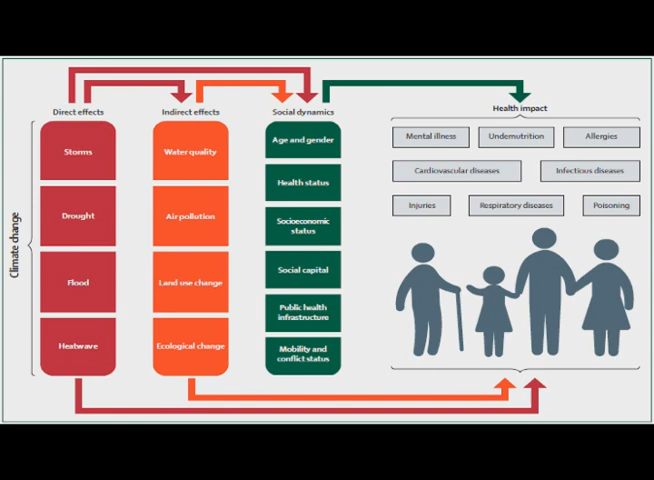 Direct effects
Indirect effects
Social dynamics
Health impact
Climate change
Storms
Drought
Flood
Heatwave
Water quality
Air pollution
Land use change
Ecological change
Age and gender
Health status
Socioeconomic
status
Social capital
Public health
infrastructure
Mobility and
conflict status
Mental illness
Undernutrition
Allergies
Cardiovascular diseases
Infectious diseases
Injuries
Respiratory diseases
Poisoning